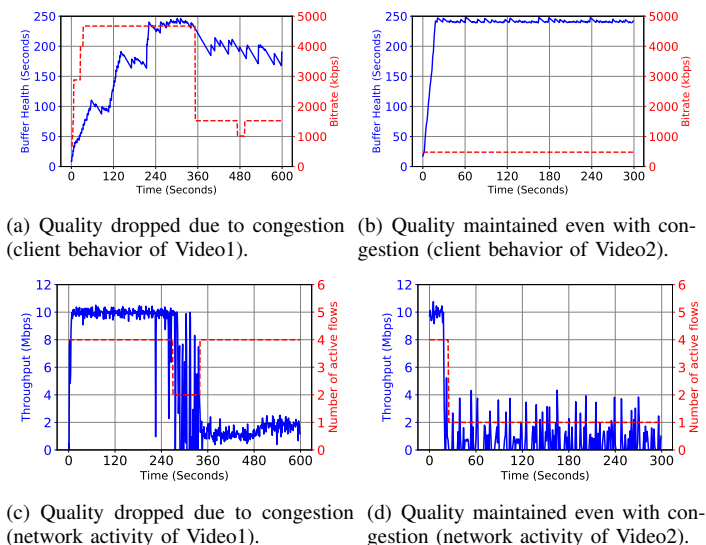 250
200
150
100
50
0
Buffer Health (Seconds)
5000
4000
3000
2000
1000
0
Bitrate (kbps)
0 120 240 360 480 600
Time (Seconds)
250
200
150
100
50
0
Buffer Health (Seconds)
5000
4000
3000
2000
1000
0
Bitrate (kbps)
0 60 120 180 240 300
Time (Seconds)
(a) Quality dropped due to congestion
(client behavior of Video1).
(b) Quality maintained even with con-
gestion (client behavior of Video2).
12
10
8
6
4
2
0
Throughput (Mbps)
6
5
4
3
2
1
0
Number of active flows
0 120 240 360 480 600
Time (Seconds)
12
10
8
6
4
2
0
Throughput (Mbps)
6
5
4
3
2
1
0
Number of active flows
0 60 120 180 240 300
Time (Seconds)
(c) Quality dropped due to congestion
(network activity of Video1).
(d) Quality maintained even with con-
gestion (network activity of Video2).